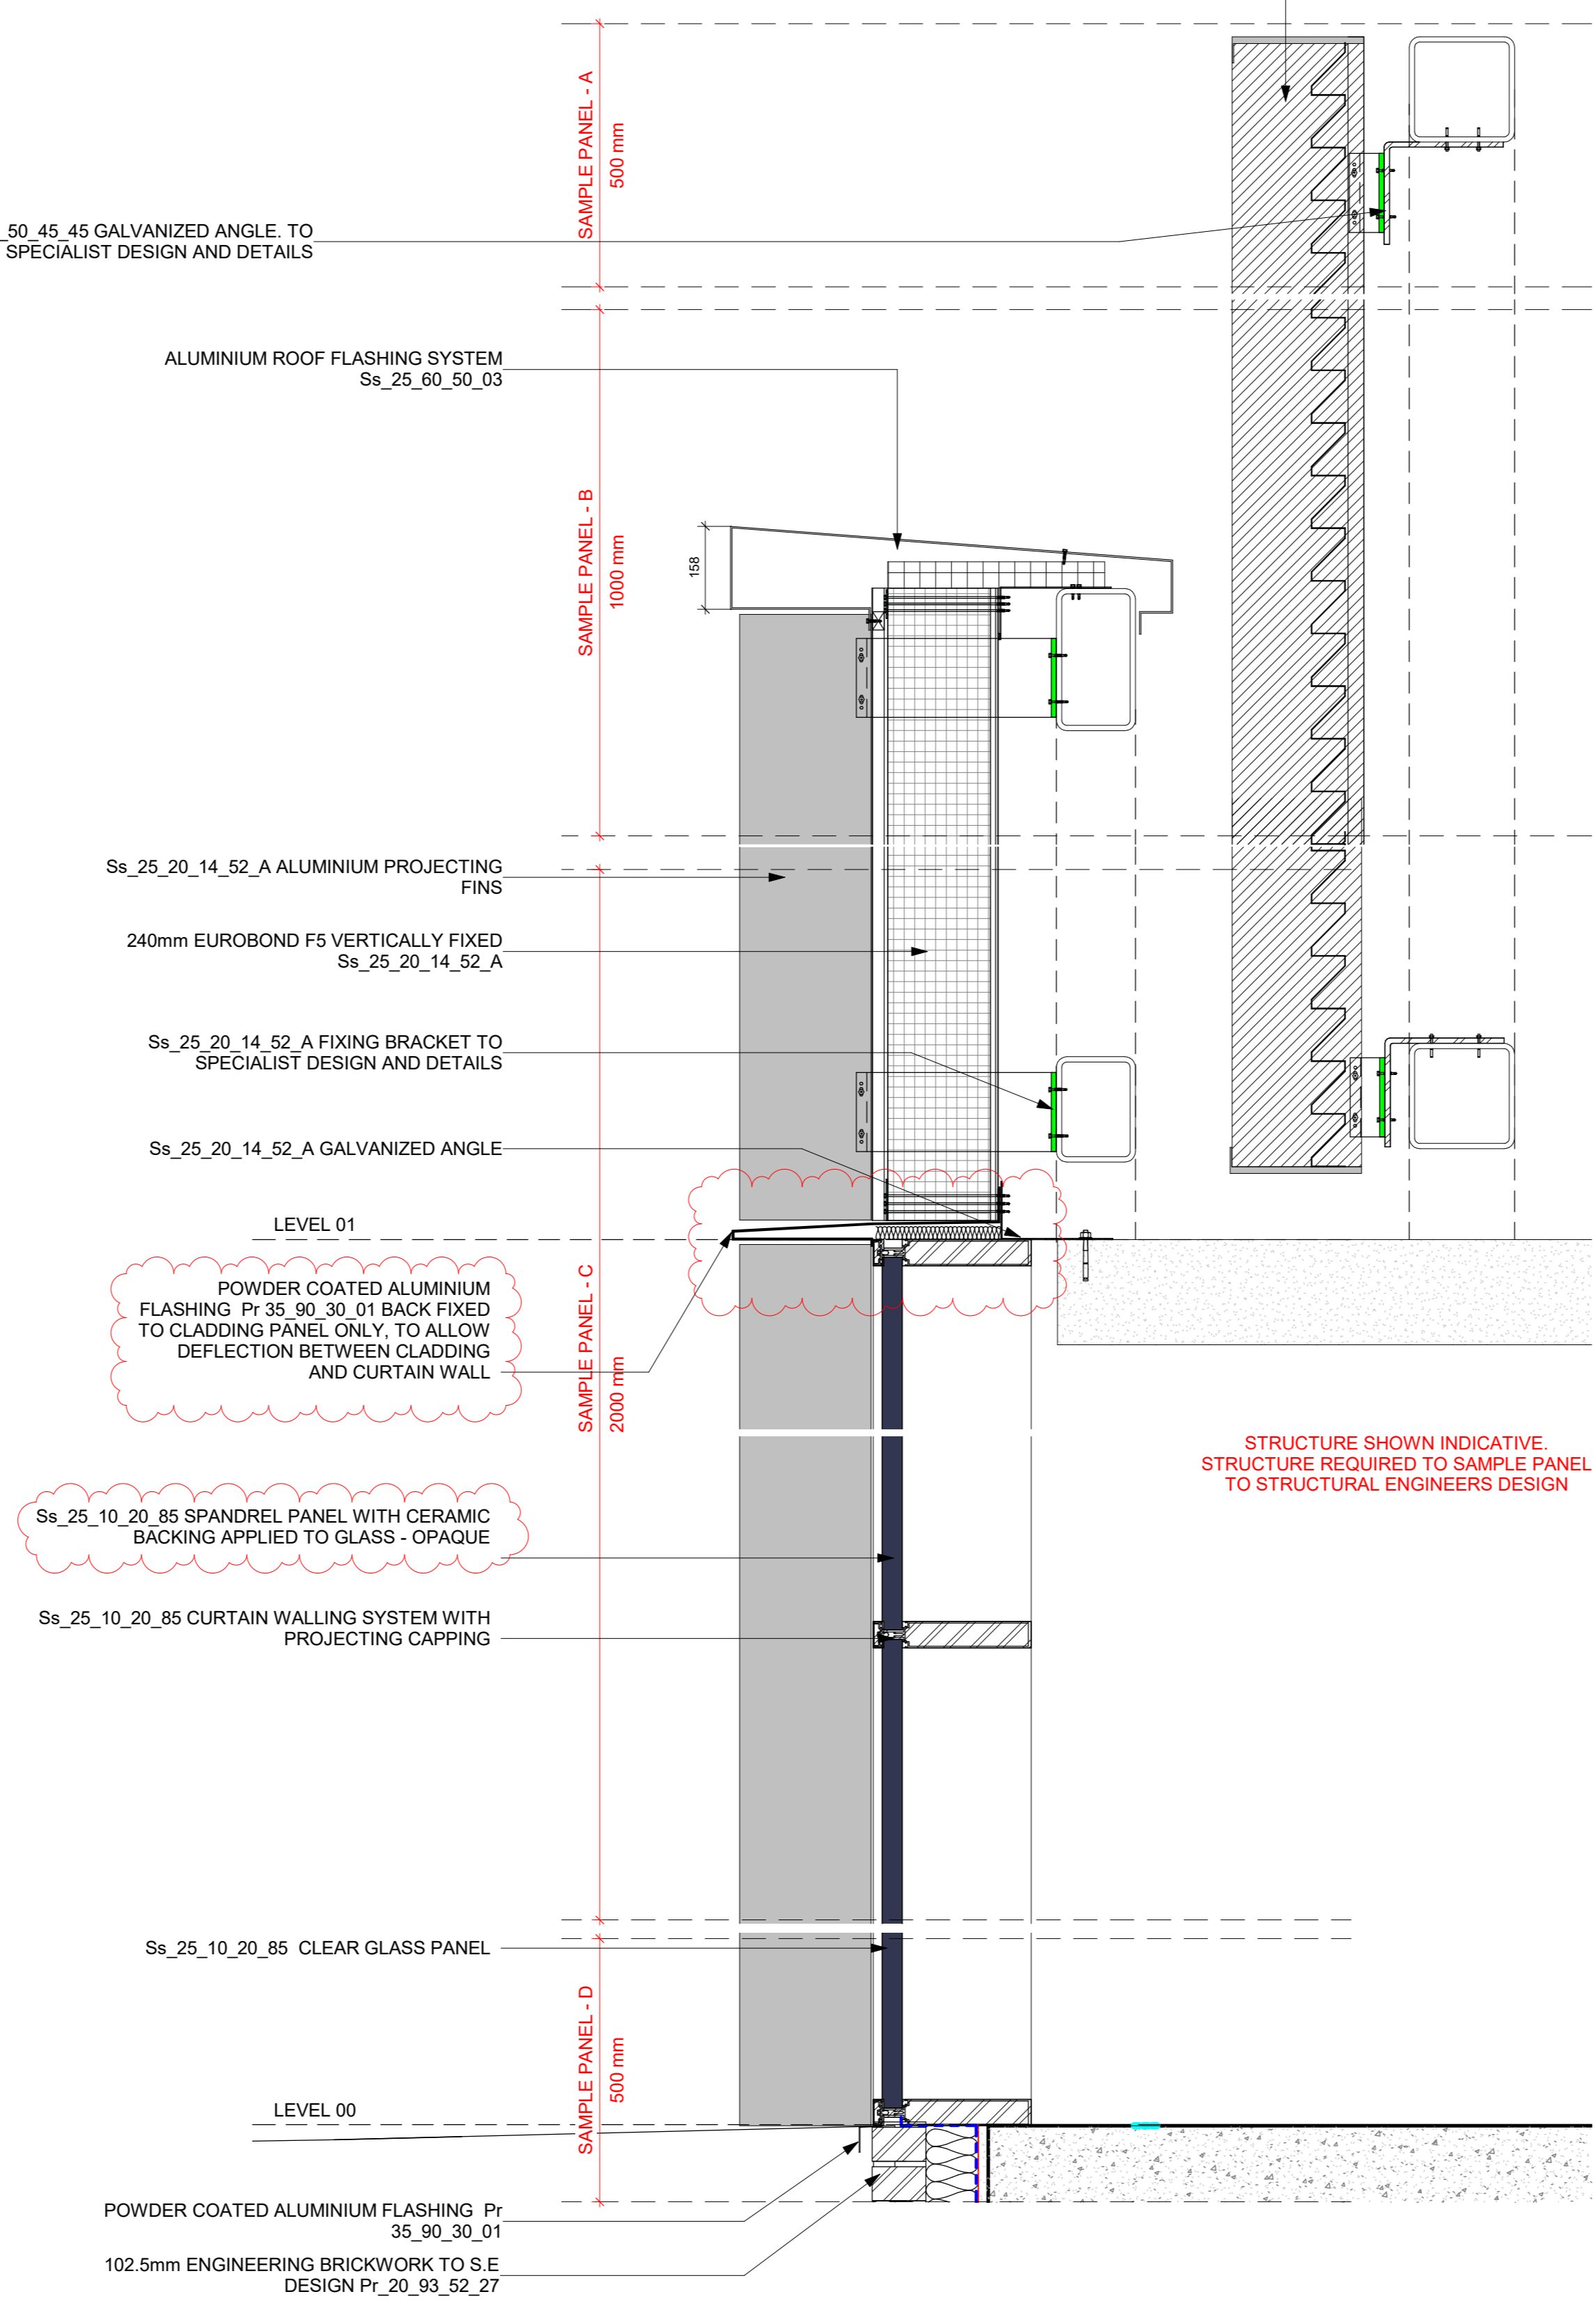 SAMPLE PANEL - A
500 mm
_50_45_45 GALVANIZED ANGLE. TO
SPECIALIST DESIGN AND DETAILS
ALUMINIUM ROOF FLASHING SYSTEM
Ss_25_60_50_03
SAMPLE PANEL - B
1000 mm
158
Ss_25_20_14_52_A ALUMINIUM PROJECTING
FINS
240mm EUROBOND F5 VERTICALLY FIXED
Ss_25_20_14_52_A
Ss_25_20_14_52_A FIXING BRACKET TO
SPECIALIST DESIGN AND DETAILS
Ss_25_20_14_52_A GALVANIZED ANGLE
LEVEL 01
POWDER COATED ALUMINIUM
FLASHING Pr 35_90_30_01 BACK FIXED
TO CLADDING PANEL ONLY, TO ALLOW
DEFLECTION BETWEEN CLADDING
AND CURTAIN WALL
SAMPLE PANEL - C
2000 mm
STRUCTURE SHOWN INDICATIVE.
STRUCTURE REQUIRED TO SAMPLE PANEL
TO STRUCTURAL ENGINEERS DESIGN
Ss_25_10_20_85 SPANDREL PANEL WITH CERAMIC
BACKING APPLIED TO GLASS - OPAQUE
Ss_25_10_20_85 CURTAIN WALLING SYSTEM WITH
PROJECTING CAPPING
Ss_25_10_20_85 CLEAR GLASS PANEL
SAMPLE PANEL - D
500 mm
LEVEL 00
POWDER COATED ALUMINIUM FLASHING Pr
35_90_30_01
102.5mm ENGINEERING BRICKWORK TO S.E
DESIGN Pr_20_93_52_27